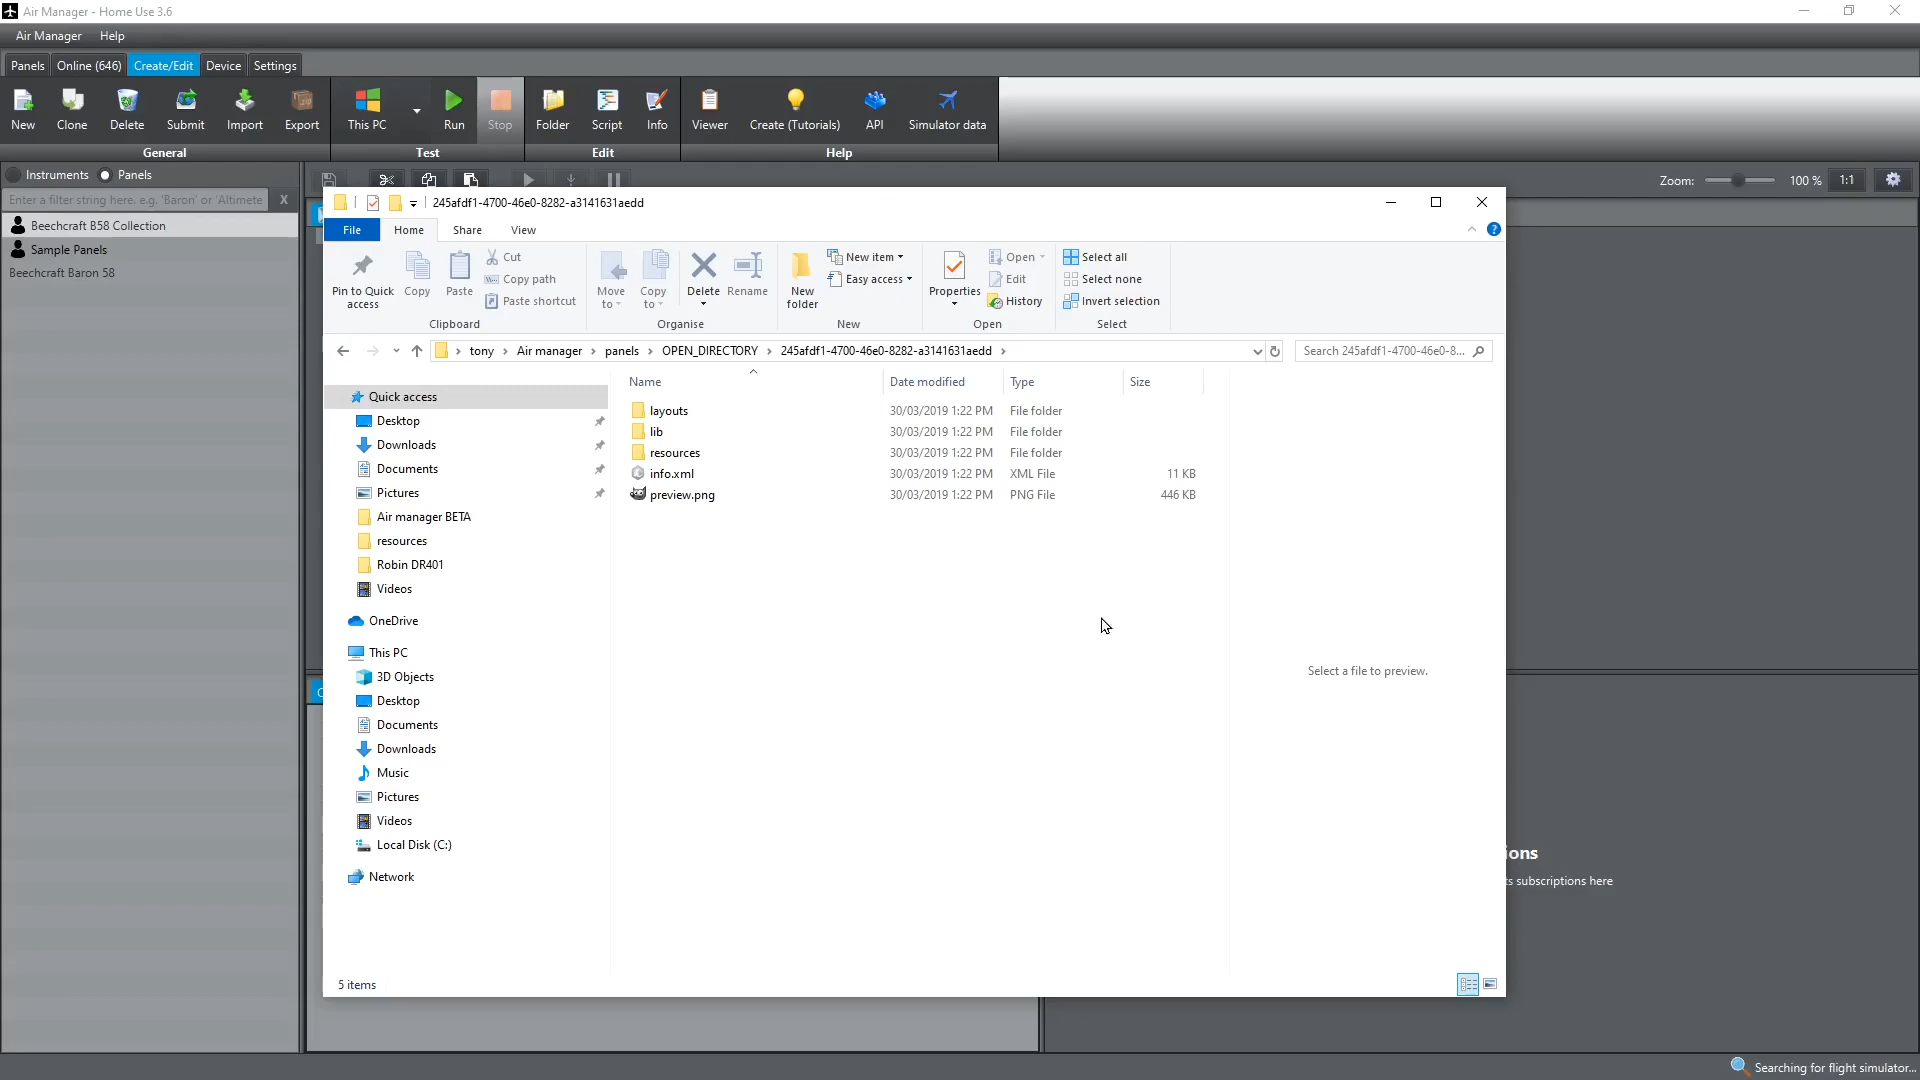 Air Manager - Home Use 3.6
Air Manager Help
Panels Online (646) Create/Edit Device Settings
New Clone Delete Submit Import Export This PC Run Stop Folder Script Info Viewer Create (Tutorials) API Simulator data
General Test Edit Help
Instruments Panels
Zoom: 100 % 1:1
Enter a filter string here. e.g. 'Baron' or 'Altimete X
Beechcraft B58 Collection
Sample Panels
Beechcraft Baron 58
245afdf1-4700-46e0-8282-a3141631aedd
File Home Share View
Pin to Quick access
Copy
Paste
Cut
Copy path
Paste shortcut
Clipboard
Move to
Copy to
Delete
Rename
Organise
New folder
New item
Easy access
New
Properties
Open
Edit
History
Open
Select all
Select none
Invert selection
Select
tony Air manager panels OPEN_DIRECTORY 245afdf1-4700-46e0-8282-a3141631aedd
Search 245afdf1-4700-46e0-8...
Quick access
Desktop
Downloads
Documents
Pictures
Air manager BETA
resources
Robin DR401
Videos
OneDrive
This PC
3D Objects
Desktop
Documents
Downloads
Music
Pictures
Videos
Local Disk (C:)
Network
Name Date modified Type Size
layouts 30/03/2019 1:22 PM File folder
lib 30/03/2019 1:22 PM File folder
resources 30/03/2019 1:22 PM File folder
info.xml 30/03/2019 1:22 PM XML File 11 KB
preview.png 30/03/2019 1:22 PM PNG File 446 KB
Select a file to preview.
5 items
ions
ts subscriptions here
Searching for flight simulator...